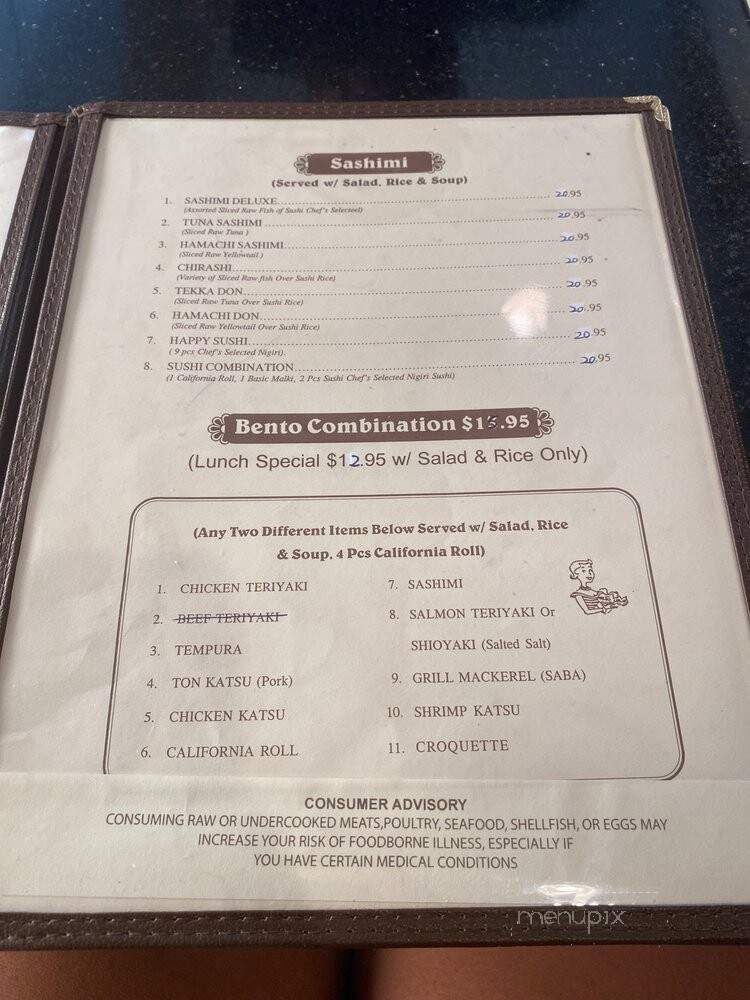 Sashimi
(Served w/ Salad, Rice & Soup)
1. SASHIMI DELUXE 20.95
(Assorted Sliced Raw Fish of Sushi Chef's Selecteel)
2. TUNA SASHIMI 20.95
(Sliced Raw Tuna)
3. HAMACHI SASHIMI 20.95
(Sliced Raw Yellowtail)
4. CHIRASHI 20.95
(Variety of Sliced Raw fish Over Sushi Rice)
5. TEKKA DON 20.95
(Sliced Raw Tuna Over Sushi Rice)
6. HAMACHI DON 20.95
(Sliced Raw Yellowtail Over Sushi Rice)
7. HAPPY SUSHI 20.95
(9 pcs Chef's Selected Nigiri).
8. SUSHI COMBINATION 20.95
(1 California Roll, 1 Basic Malki, 2 Pcs Sushi Chef's Selected Nigiri Sushi)
Bento Combination
(Lunch Special $12.95 w/ Salad & Rice Only)
(Any Two Different Items Below Served w/ Salad, Rice
& Soup, 4 Pcs California Roll)
1. CHICKEN TERIYAKI
2. BEEF TERIYAKI
3. TEMPURA
4. TON KATSU (Pork)
5. CHICKEN KATSU
6. CALIFORNIA ROLL
7. SASHIMI
8. SALMON TERIYAKI Or
SHIOYAKI (Salted Salt)
9. GRILL MACKEREL (SABA)
10. SHRIMP KATSU
11. CROQUETTE
CONSUMER ADVISORY
CONSUMING RAW OR UNDERCOOKED MEATS,POULTRY, SEAFOOD, SHELLFISH, OR EGGS MAY
INCREASE YOUR RISK OF FOODBORNE ILLNESS, ESPECIALLY IF
YOU HAVE CERTAIN MEDICAL CONDITIONS
menupix